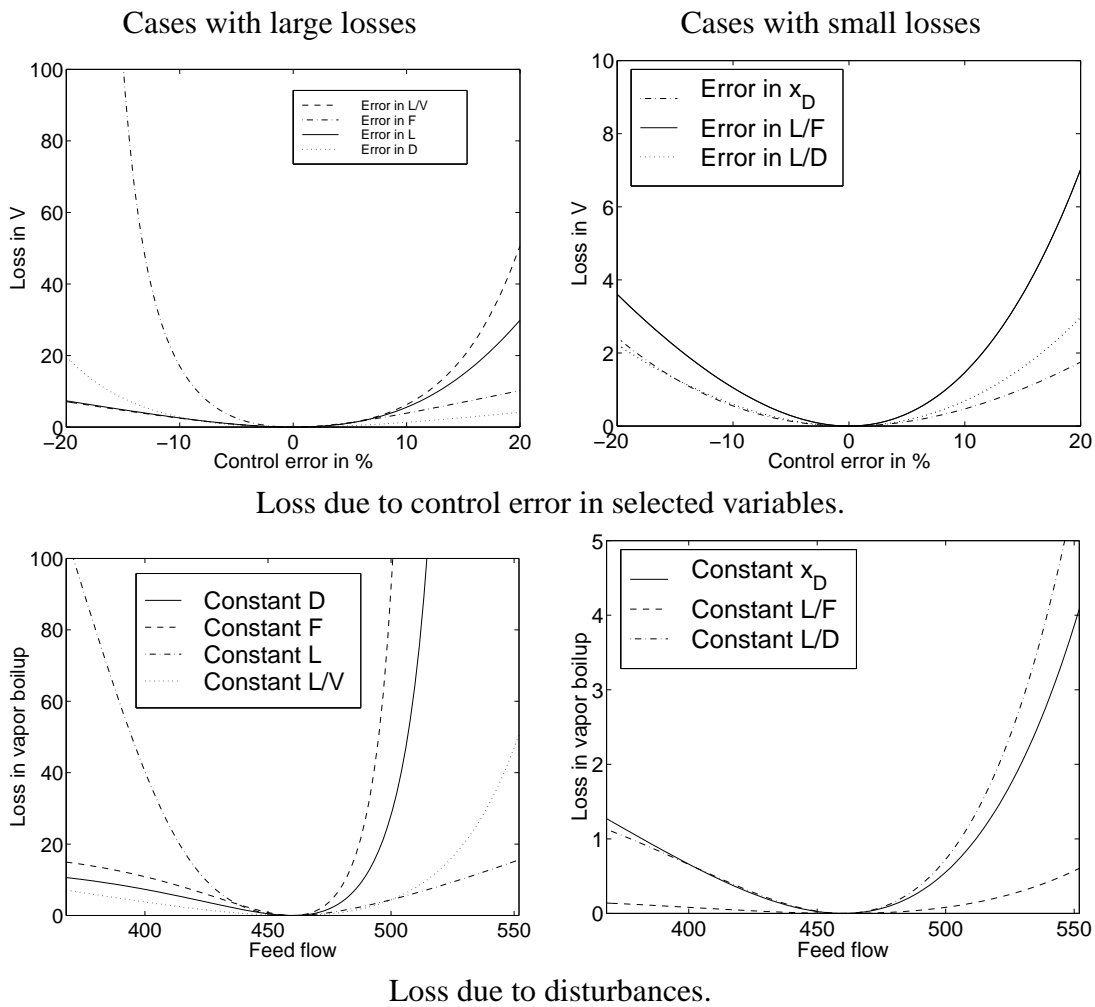 Cases with large losses
Cases with small losses
100
80
60
40
20
0
Loss in V
Error in L/V
Error in F
Error in L
Error in D
−20
−10
0
10
20
Control error in %
10
8
6
4
2
0
Loss in V
Error in x_D
Error in L/F
Error in L/D
−20
−10
0
10
20
Control error in %
Loss due to control error in selected variables.
100
80
60
40
20
0
Loss in vapor boilup
Constant D
Constant F
Constant L
Constant L/V
400
450
500
550
Feed flow
5
4
3
2
1
0
Loss in vapor boilup
Constant x_D
Constant L/F
Constant L/D
400
450
500
550
Feed flow
Loss due to disturbances.